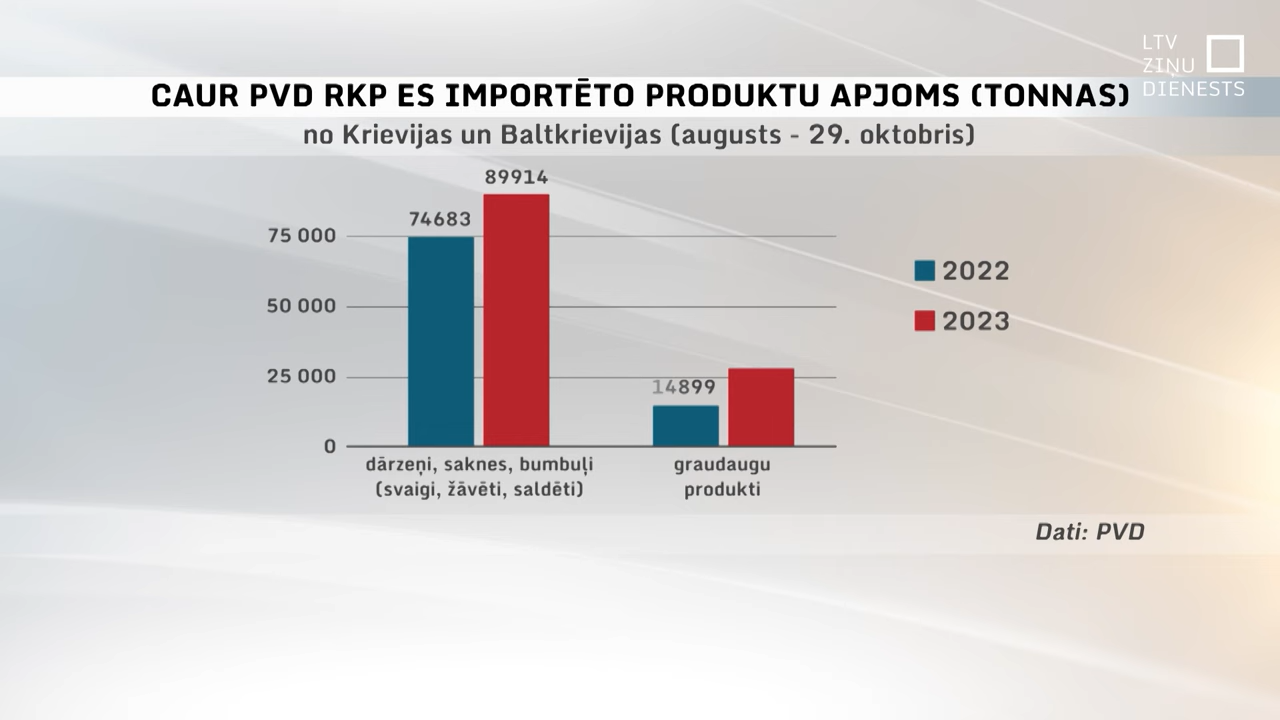 LTV
ZIŅU
DIENESTS
CAUR PVD RKP ES IMPORTĒTO PRODUKTU APJOMS (TONNAS)
no Krievijas un Baltkrievijas (augusts - 29. oktobris)
89914
74683
75 000
50 000
25 000
0
14899
2022
2023
dārzeņi, saknes, bumbuļi
(svaigi, žāvēti, saldēti)
graudaugu
produkti
Dati: PVD